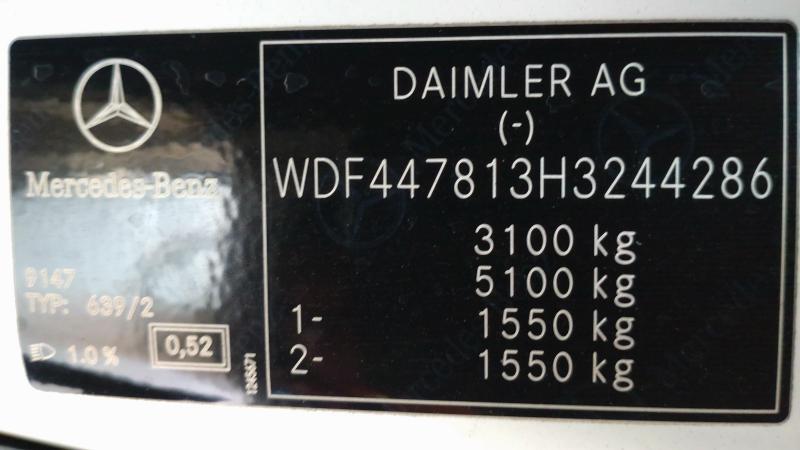 Mercedes-Benz
9147
TYP: 639/2
1.0 %
0,52
DAIMLER AG
(-)
WDF447813H3244286
3100 kg
5100 kg
1- 1550 kg
2- 1550 kg